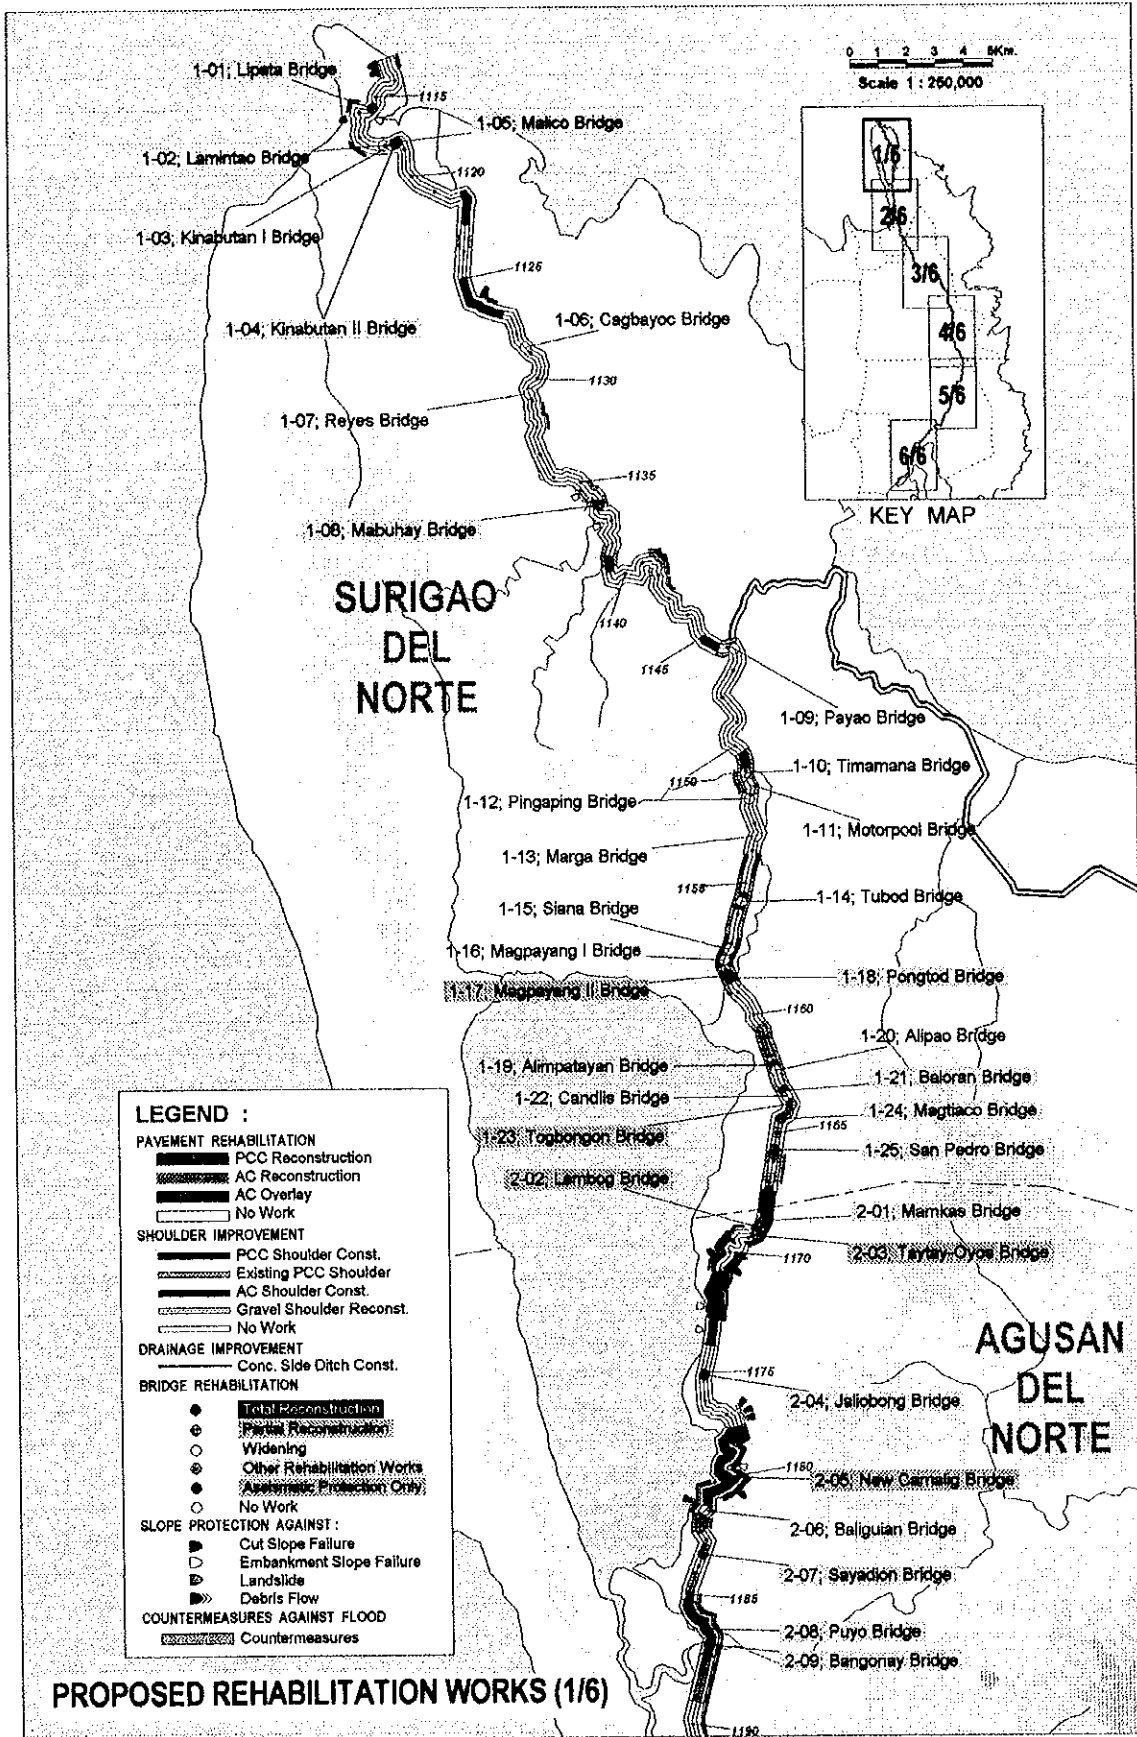 0 1 2 3 4 5Km.
Scale 1 : 250,000
1-01; Lipata Bridge
1115
1-05; Malico Bridge
1-02; Lamintao Bridge
1120
1-03; Kinabutan I Bridge
1125
1-04; Kinabutan II Bridge
1-06; Cagbayoc Bridge
1130
1-07; Reyes Bridge
1135
1-08; Mabuhay Bridge
1/6
2/6
3/6
4/6
5/6
6/6
KEY MAP
SURIGAO
DEL
NORTE
1140
1145
1-09; Payao Bridge
1-10; Timamana Bridge
1150
1-12; Pingaping Bridge
1-11; Motorpool Bridge
1-13; Marga Bridge
1155
1-14; Tubod Bridge
1-15; Siana Bridge
1-16; Magpayang I Bridge
1-17; Magpayang II Bridge
1-18; Pongtod Bridge
1160
1-20; Alipao Bridge
1-19; Alimpatayan Bridge
1-21; Baloran Bridge
1-22; Candiis Bridge
1-24; Magtiaco Bridge
1165
1-23; Togbongon Bridge
1-25; San Pedro Bridge
2-02; Lambog Bridge
2-01; Mamkas Bridge
2-03; Taytay-Oyos Bridge
1170
AGUSAN
DEL
NORTE
1175
2-04; Jaliobong Bridge
1180
2-05; New Camalig Bridge
2-06; Baliguian Bridge
2-07; Sayadion Bridge
1185
2-08; Puyo Bridge
2-09; Bangonay Bridge
1190
LEGEND :
PAVEMENT REHABILITATION
PCC Reconstruction
AC Reconstruction
AC Overlay
No Work
SHOULDER IMPROVEMENT
PCC Shoulder Const.
Existing PCC Shoulder
AC Shoulder Const.
Gravel Shoulder Reconst.
No Work
DRAINAGE IMPROVEMENT
Conc. Side Ditch Const.
BRIDGE REHABILITATION
Total Reconstruction
Partial Reconstruction
Widening
Other Rehabilitation Works
Aseismatic Protection Only
No Work
SLOPE PROTECTION AGAINST :
Cut Slope Failure
Embankment Slope Failure
Landslide
Debris Flow
COUNTERMEASURES AGAINST FLOOD
Countermeasures
PROPOSED REHABILITATION WORKS (1/6)